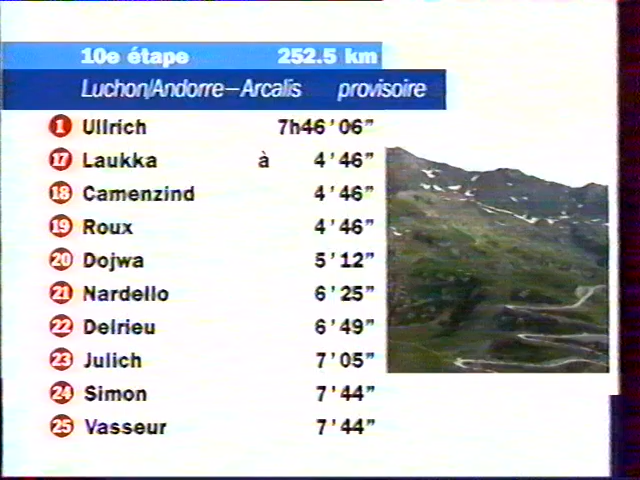 10e étape 252.5 km
Luchon/Andorre-Arcalis provisoire
1 Ullrich 7h46'06"
17 Laukka à 4'46"
18 Camenzind 4'46"
19 Roux 4'46"
20 Dojwa 5'12"
21 Nardello 6'25"
22 Delrieu 6'49"
23 Julich 7'05"
24 Simon 7'44"
25 Vasseur 7'44"